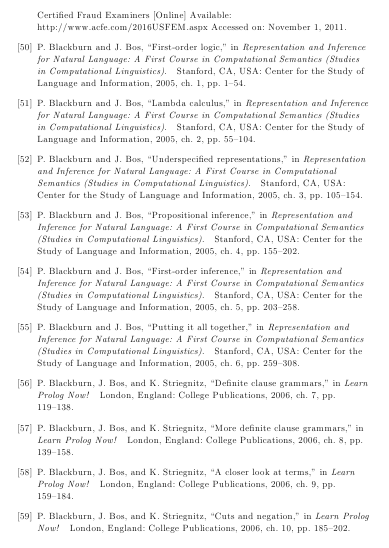 Certified Fraud Examiners [Online] Available:
http://www.acfe.com/2016USFEM.aspx Accessed on: November 1, 2011.
[50] P. Blackburn and J. Bos, “First-order logic,” in Representation and Inference
for Natural Language: A First Course in Computational Semantics (Studies
in Computational Linguistics). Stanford, CA, USA: Center for the Study of
Language and Information, 2005, ch. 1, pp. 1–54.
[51] P. Blackburn and J. Bos, “Lambda calculus,” in Representation and Inference
for Natural Language: A First Course in Computational Semantics (Studies
in Computational Linguistics). Stanford, CA, USA: Center for the Study of
Language and Information, 2005, ch. 2, pp. 55–104.
[52] P. Blackburn and J. Bos, “Underspecified representations,” in Representation
and Inference for Natural Language: A First Course in Computational
Semantics (Studies in Computational Linguistics). Stanford, CA, USA:
Center for the Study of Language and Information, 2005, ch. 3, pp. 105–154.
[53] P. Blackburn and J. Bos, “Propositional inference,” in Representation and
Inference for Natural Language: A First Course in Computational Semantics
(Studies in Computational Linguistics). Stanford, CA, USA: Center for the
Study of Language and Information, 2005, ch. 4, pp. 155–202.
[54] P. Blackburn and J. Bos, “First-order inference,” in Representation and
Inference for Natural Language: A First Course in Computational Semantics
(Studies in Computational Linguistics). Stanford, CA, USA: Center for the
Study of Language and Information, 2005, ch. 5, pp. 203–258.
[55] P. Blackburn and J. Bos, “Putting it all together,” in Representation and
Inference for Natural Language: A First Course in Computational Semantics
(Studies in Computational Linguistics). Stanford, CA, USA: Center for the
Study of Language and Information, 2005, ch. 6, pp. 259–308.
[56] P. Blackburn, J. Bos, and K. Striegnitz, “Definite clause grammars,” in Learn
Prolog Now! London, England: College Publications, 2006, ch. 7, pp.
119–138.
[57] P. Blackburn, J. Bos, and K. Striegnitz, “More definite clause grammars,” in
Learn Prolog Now! London, England: College Publications, 2006, ch. 8, pp.
139–158.
[58] P. Blackburn, J. Bos, and K. Striegnitz, “A closer look at terms,” in Learn
Prolog Now! London, England: College Publications, 2006, ch. 9, pp.
159–184.
[59] P. Blackburn, J. Bos, and K. Striegnitz, “Cuts and negation,” in Learn Prolog
Now! London, England: College Publications, 2006, ch. 10, pp. 185–202.